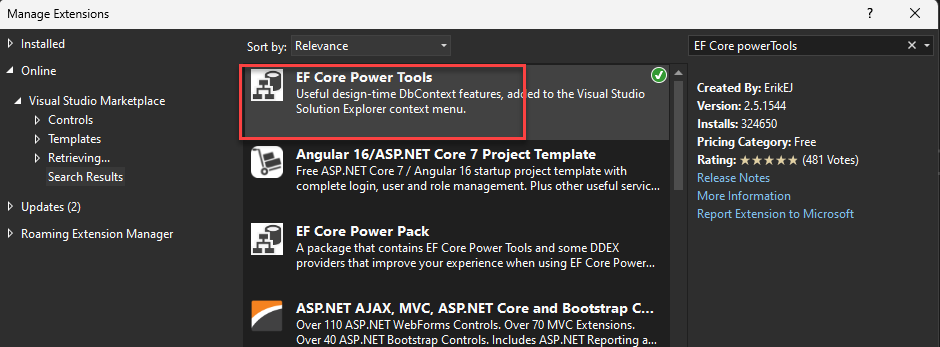 Manage Extensions
?
Installed
Online
Visual Studio Marketplace
Controls
Templates
Retrieving...
Search Results
Updates (2)
Roaming Extension Manager
Sort by: Relevance
EF Core Power Tools
Useful design-time DbContext features, added to the Visual Studio
Solution Explorer context menu.
Angular 16/ASP.NET Core 7 Project Template
Free ASP.NET Core 7 / Angular 16 startup project template with
complete login, user and role management. Plus other useful servic...
EF Core Power Pack
A package that contains EF Core Power Tools and some DDEX
providers that improve your experience when using EF Core Power...
ASP.NET AJAX, MVC, ASP.NET Core and Bootstrap C...
Over 110 ASP.NET WebForms Controls. Over 70 MVC Extensions.
Over 40 ASP.NET Bootstrap Controls. Includes ASP.NET Reporting a...
EF Core powerTools
Created By: ErikEJ
Version: 2.5.1544
Installs: 324650
Pricing Category: Free
Rating: ★★★★★ (481 Votes)
Release Notes
More Information
Report Extension to Microsoft